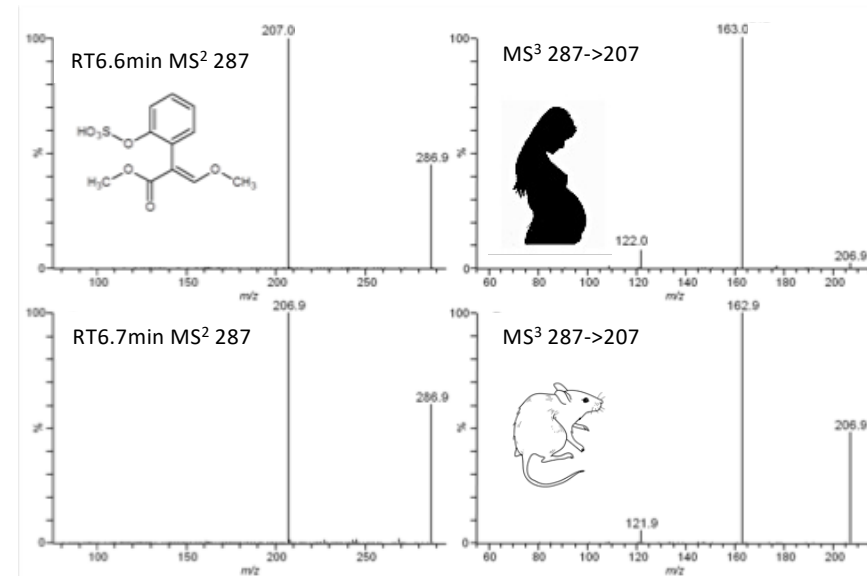 RT6.6min MS² 287
100
207.0
286.9
%
0
100 150 200 250
m/z
HO₃S
O
O
H₃C
O
O
CH₃
MS³ 287->207
100
163.0
122.0
206.9
%
0
60 80 100 120 140 160 180 200
m/z
RT6.7min MS² 287
100
206.9
286.9
%
0
100 150 200 250
m/z
MS³ 287->207
100
162.9
206.9
121.9
%
0
60 80 100 120 140 160 180 200
m/z